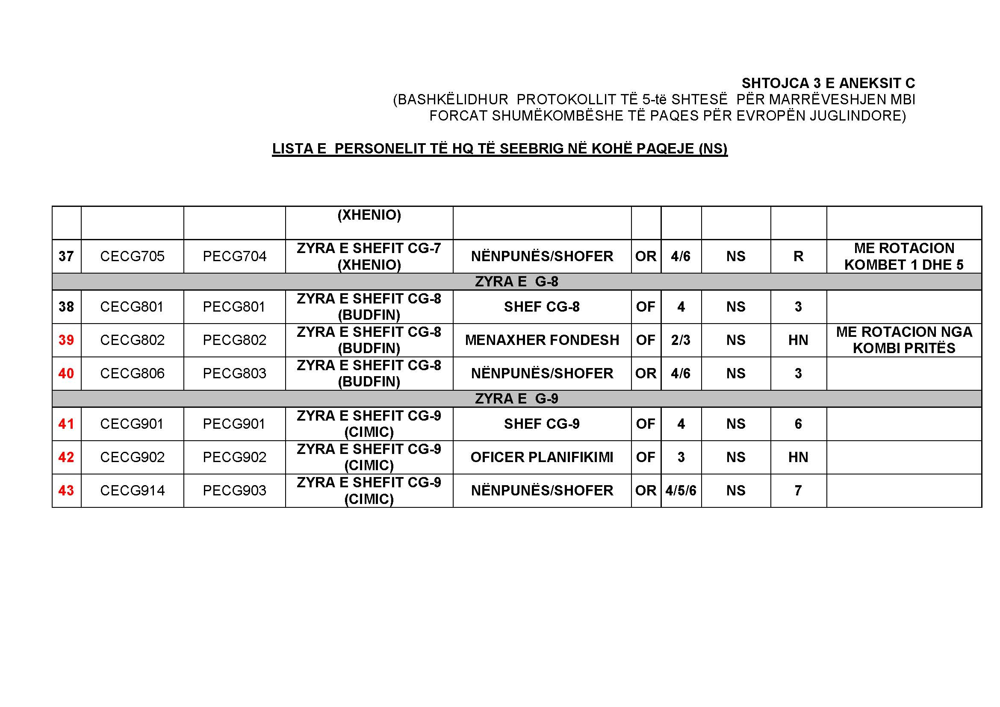 SHTOJCA 3 E ANEKSIT C
(BASHKËLIDHUR  PROTOKOLLIT TË 5-të SHTESË  PËR MARRËVESHJEN MBI
FORCAT SHUMËKOMBËSHE TË PAQES PËR EVROPËN JUGLINDORE)
LISTA E  PERSONELIT TË HQ TË SEEBRIG NË KOHË PAQEJE (NS)
(XHENIO)
37 CECG705 PECG704 ZYRA E SHEFIT CG-7 NËNPUNËS/SHOFER OR 4/6 NS R ME ROTACION
(XHENIO) KOMBET 1 DHE 5
ZYRA E  G-8
38 CECG801 PECG801 ZYRA E SHEFIT CG-8 SHEF CG-8 OF 4 NS 3
(BUDFIN)
39 CECG802 PECG802 ZYRA E SHEFIT CG-8 MENAXHER FONDESH OF 2/3 NS HN ME ROTACION NGA
(BUDFIN) KOMBI PRITËS
40 CECG806 PECG803 ZYRA E SHEFIT CG-8 NËNPUNËS/SHOFER OR 4/6 NS 3
(BUDFIN)
ZYRA E  G-9
41 CECG901 PECG901 ZYRA E SHEFIT CG-9 SHEF CG-9 OF 4 NS 6
(CIMIC)
42 CECG902 PECG902 ZYRA E SHEFIT CG-9 OFICER PLANIFIKIMI OF 3 NS HN
(CIMIC)
43 CECG914 PECG903 ZYRA E SHEFIT CG-9 NËNPUNËS/SHOFER OR 4/5/6 NS 7
(CIMIC)